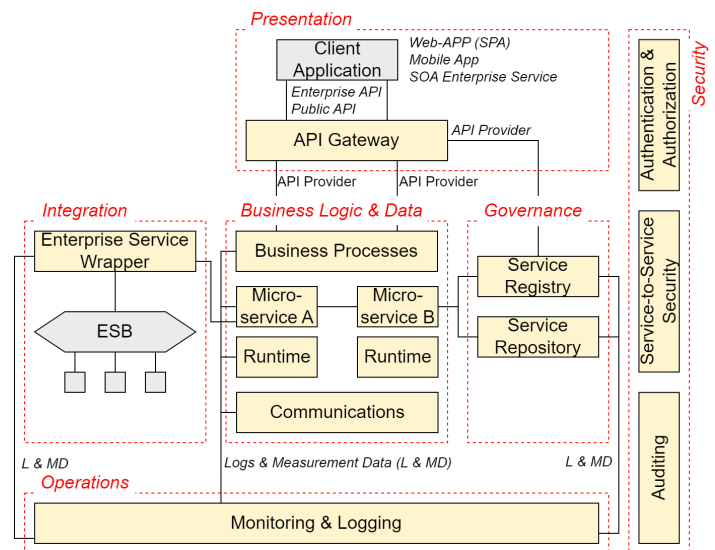 Presentation
Client
Application
Web-APP (SPA)
Mobile App
SOA Enterprise Service
Enterprise API
Public API
API Gateway
API Provider
API Provider
API Provider
Security
Authentication &
Authorization
Service-to-Service
Security
Auditing
Integration
Enterprise Service
Wrapper
ESB
Business Logic & Data
Business Processes
Micro-
service A
Micro-
service B
Runtime
Runtime
Communications
Governance
Service
Registry
Service
Repository
L & MD
Logs & Measurement Data (L & MD)
L & MD
Operations
Monitoring & Logging